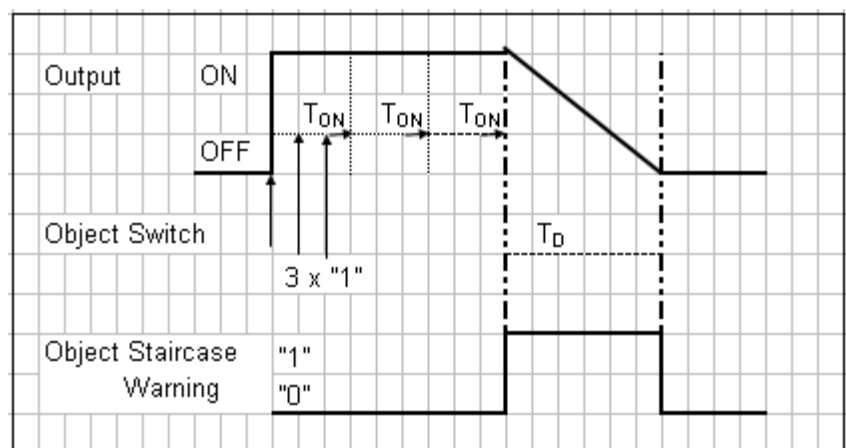 Output ON
TON TON TON
OFF
Object Switch TD
3 x "1"
Object Staircase "1"
Warning "0"